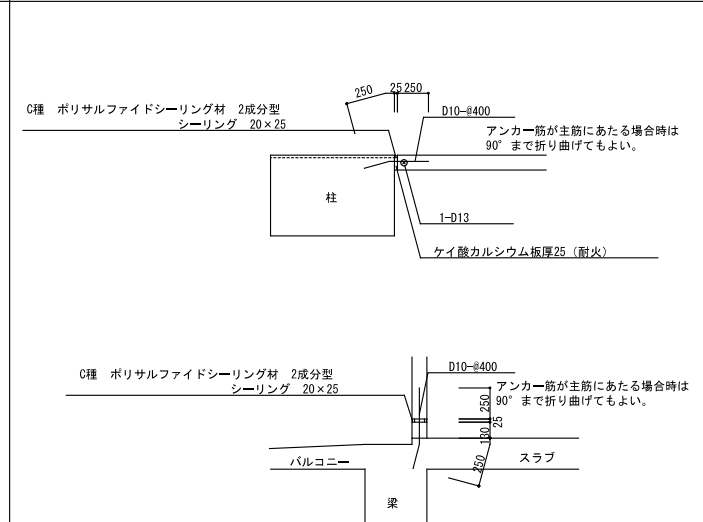 250 25 250
C種 ポリサルファイドシーリング材 2成分型
シーリング 20×25
D10-@400
アンカー筋が主筋にあたる場合時は
90° まで折り曲げてもよい。
柱
1-D13
ケイ酸カルシウム板厚25 (耐火)
C種 ポリサルファイドシーリング材 2成分型
シーリング 20×25
D10-@400
アンカー筋が主筋にあたる場合時は
90° まで折り曲げてもよい。
250
25
130
250
バルコニー
スラブ
梁